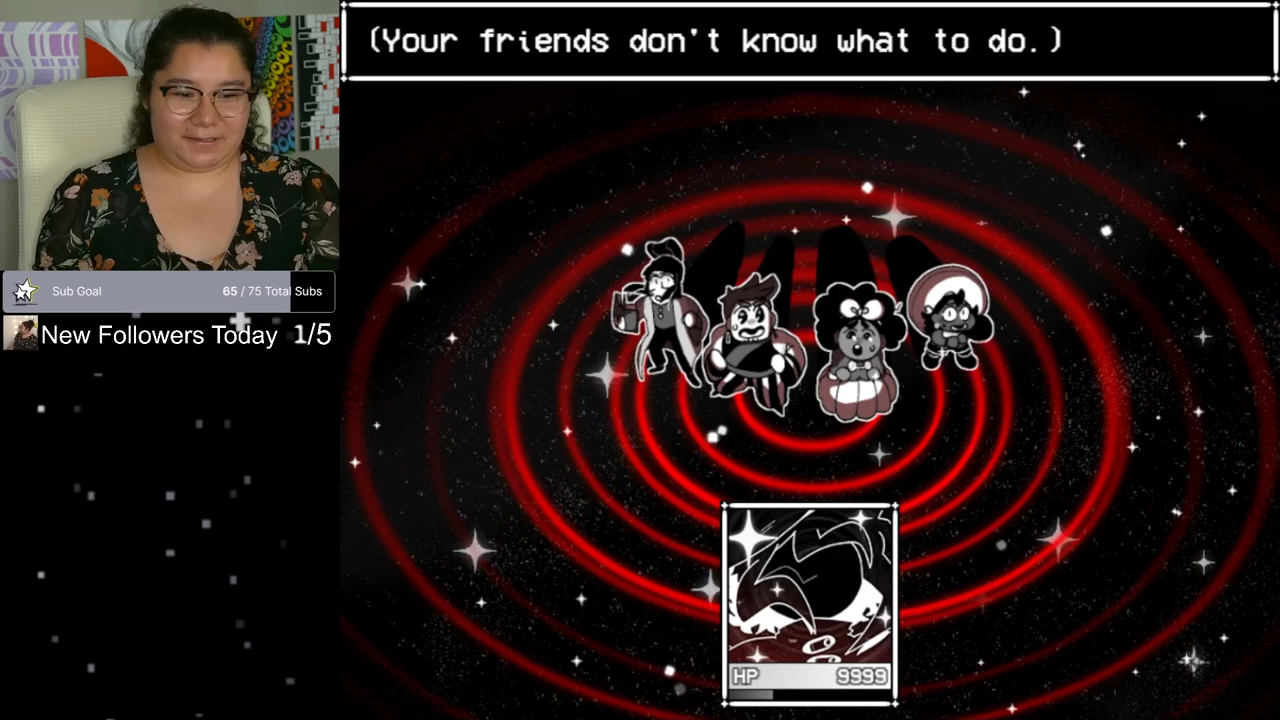 (Your friends don't know what to do.)
Sub Goal 65 / 75 Total Subs
New Followers Today 1/5
HP 9999